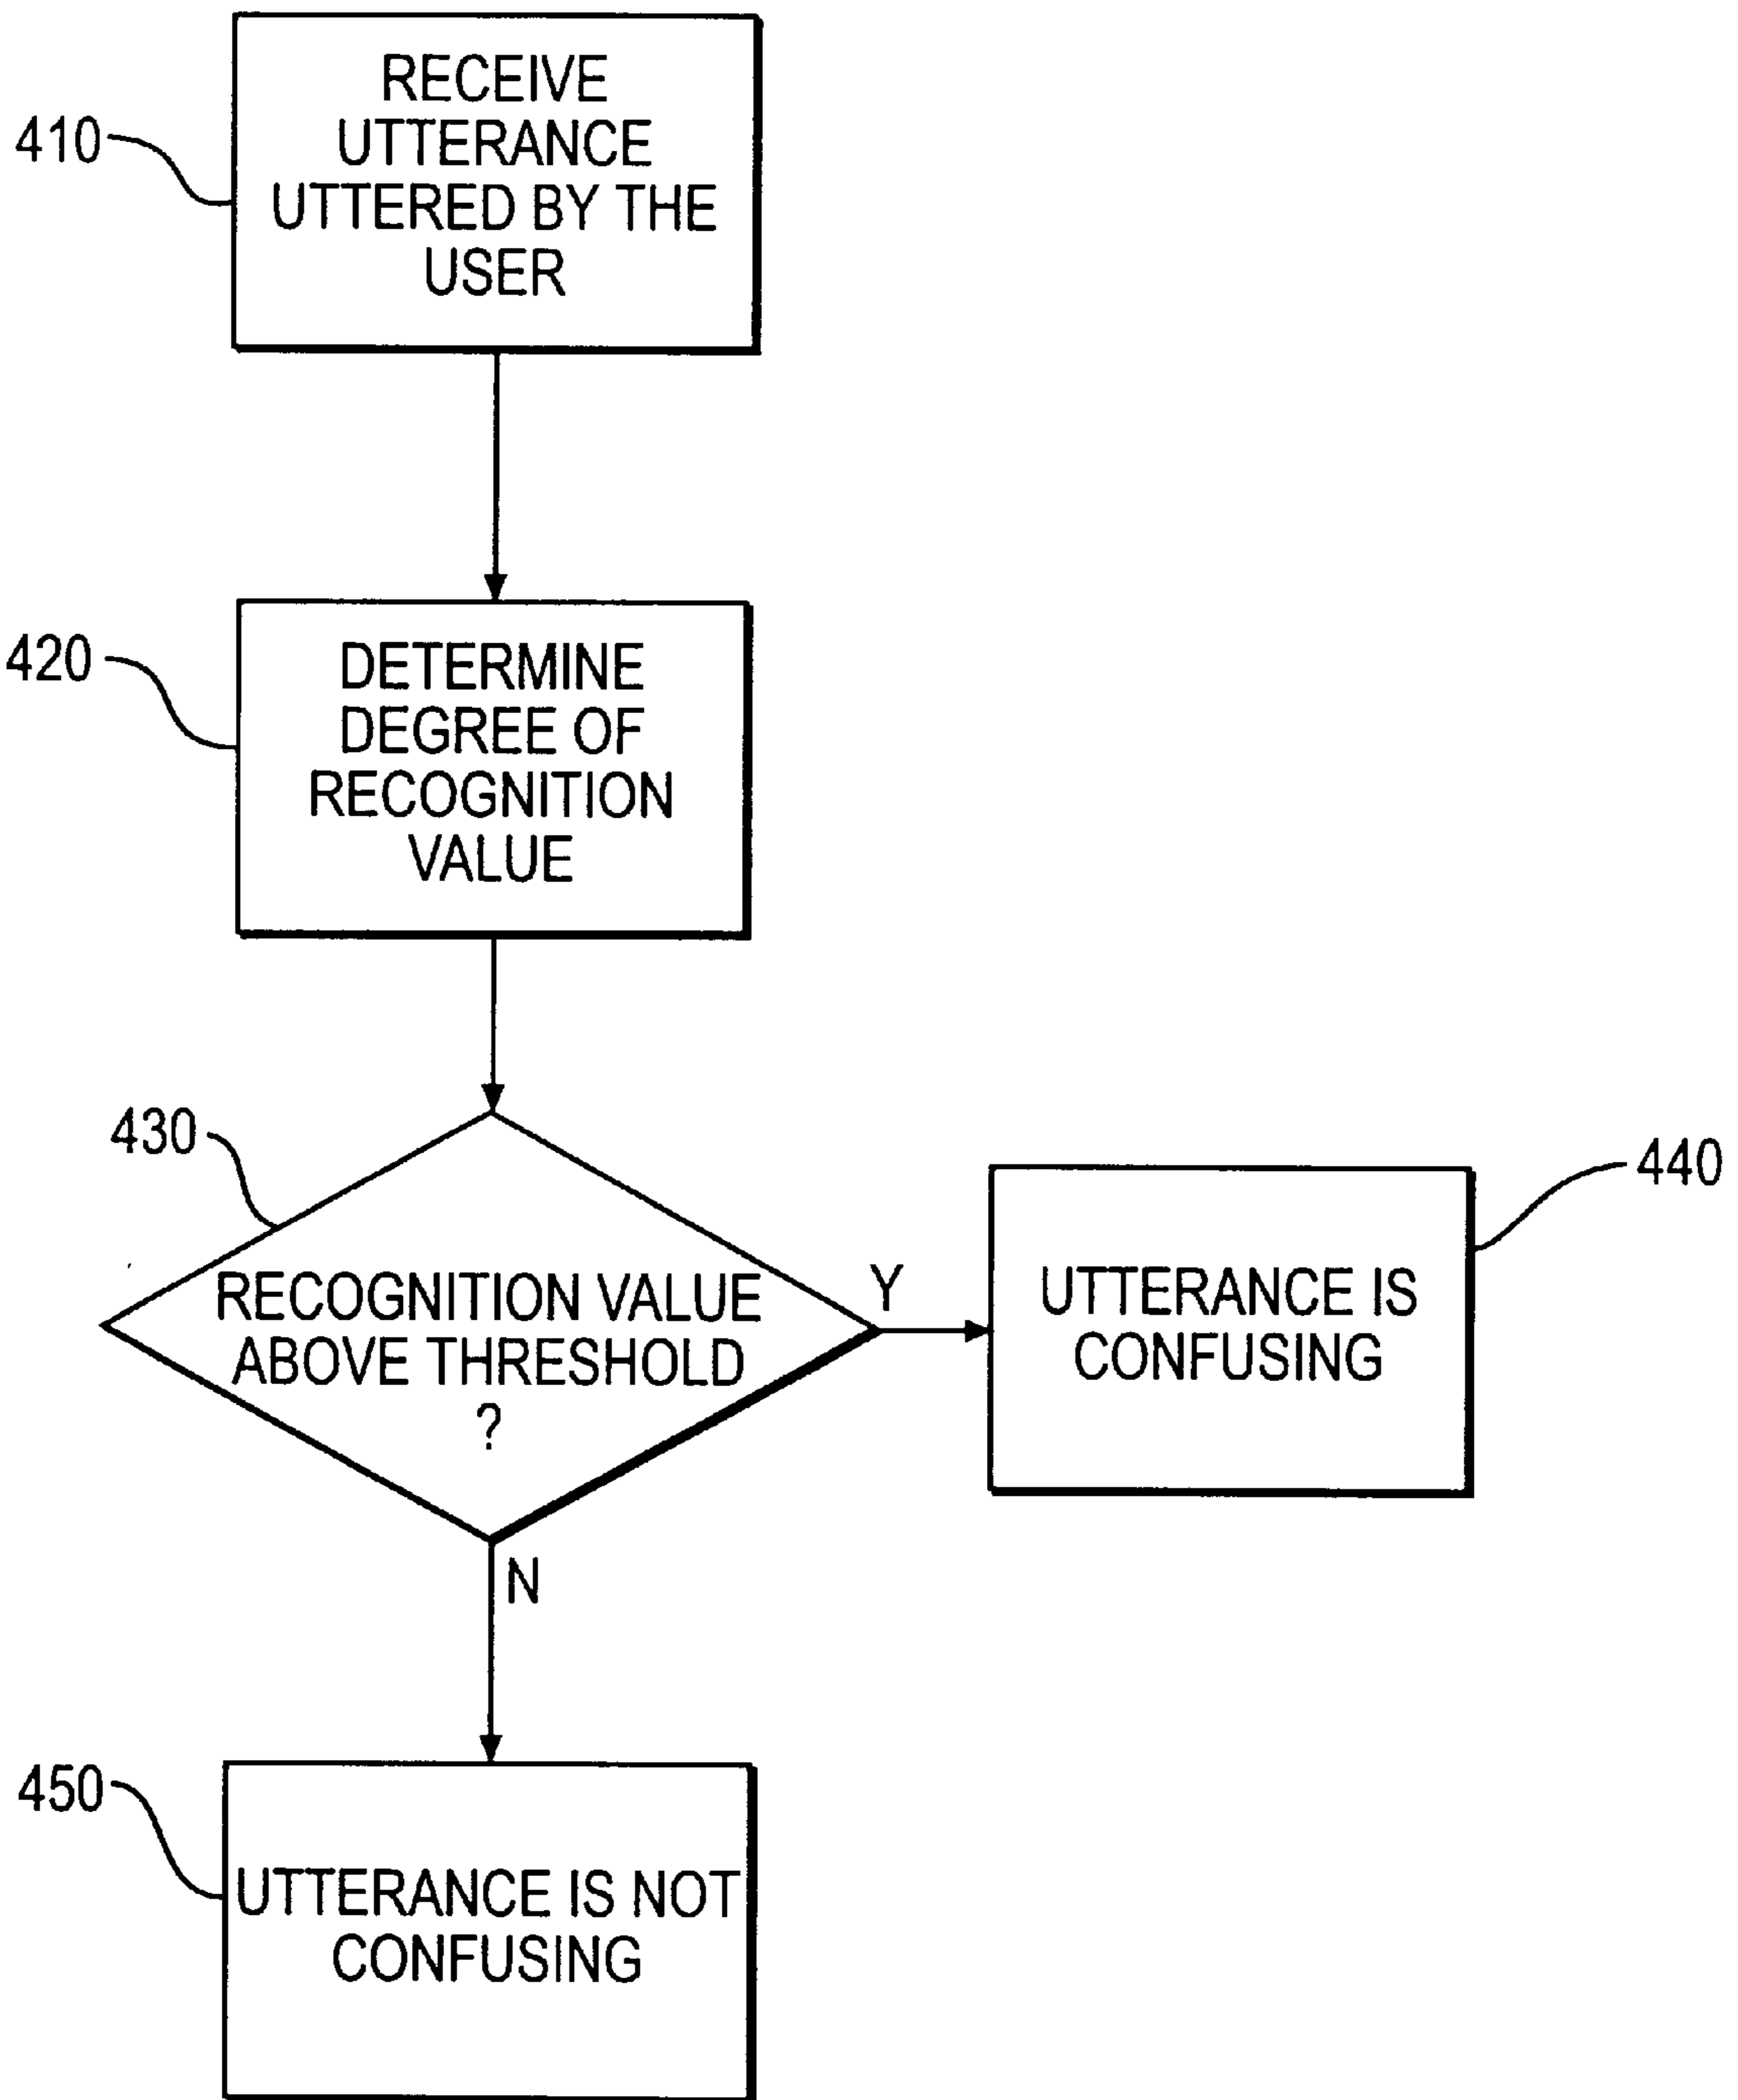 410
RECEIVE
UTTERANCE
UTTERED BY THE
USER
420
DETERMINE
DEGREE OF
RECOGNITION
VALUE
430
RECOGNITION VALUE
ABOVE THRESHOLD
?
Y
440
UTTERANCE IS
CONFUSING
N
450
UTTERANCE IS NOT
CONFUSING